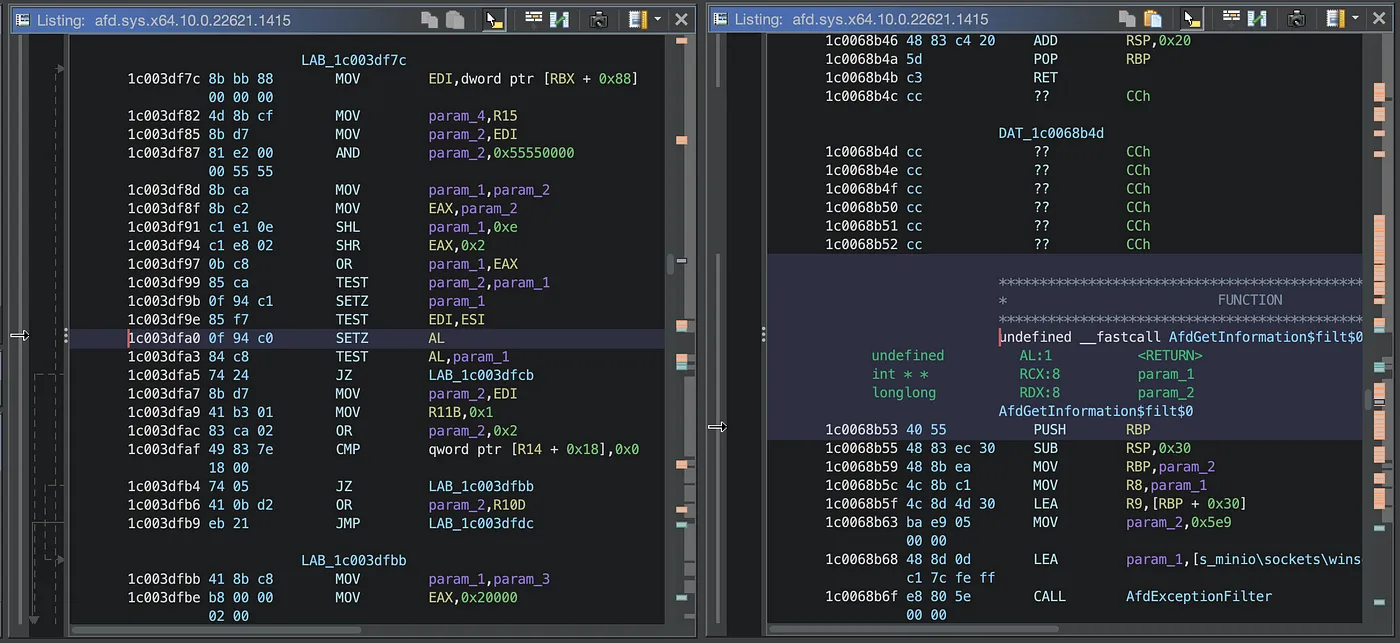 Listing: afd.sys.x64.10.0.22621.1415
LAB_1c003df7c
1c003df7c 8b bb 88 MOV EDI,dword ptr [RBX + 0x88]
00 00 00
1c003df82 4d 8b cf MOV param_4,R15
1c003df85 8b d7 MOV param_2,EDI
1c003df87 81 e2 00 AND param_2,0x55550000
00 55 55
1c003df8d 8b ca MOV param_1,param_2
1c003df8f 8b c2 MOV EAX,param_2
1c003df91 c1 e1 0e SHL param_1,0xe
1c003df94 c1 e8 02 SHR EAX,0x2
1c003df97 0b c8 OR param_1,EAX
1c003df99 85 ca TEST param_2,param_1
1c003df9b 0f 94 c1 SETZ param_1
1c003df9e 85 f7 TEST EDI,ESI
1c003dfa0 0f 94 c0 SETZ AL
1c003dfa3 84 c8 TEST AL,param_1
1c003dfa5 74 24 JZ LAB_1c003dfcb
1c003dfa7 8b d7 MOV param_2,EDI
1c003dfa9 41 b3 01 MOV R11B,0x1
1c003dfac 83 ca 02 OR param_2,0x2
1c003dfaf 49 83 7e CMP qword ptr [R14 + 0x18],0x0
18 00
1c003dfb4 74 05 JZ LAB_1c003dfbb
1c003dfb6 41 0b d2 OR param_2,R10D
1c003dfb9 eb 21 JMP LAB_1c003dfdc
LAB_1c003dfbb
1c003dfbb 41 8b c8 MOV param_1,param_3
1c003dfbe b8 00 00 MOV EAX,0x20000
02 00
Listing: afd.sys.x64.10.0.22621.1415
1c0068b46 48 83 c4 20 ADD RSP,0x20
1c0068b4a 5d POP RBP
1c0068b4b c3 RET
1c0068b4c cc ?? CCh
DAT_1c0068b4d
1c0068b4d cc ?? CCh
1c0068b4e cc ?? CCh
1c0068b4f cc ?? CCh
1c0068b50 cc ?? CCh
1c0068b51 cc ?? CCh
1c0068b52 cc ?? CCh
************************************************
* FUNCTION
************************************************
undefined __fastcall AfdGetInformation$filt$0
undefined AL:1 <RETURN>
int * * RCX:8 param_1
longlong RDX:8 param_2
AfdGetInformation$filt$0
1c0068b53 40 55 PUSH RBP
1c0068b55 48 83 ec 30 SUB RSP,0x30
1c0068b59 48 8b ea MOV RBP,param_2
1c0068b5c 4c 8b c1 MOV R8,param_1
1c0068b5f 4c 8d 4d 30 LEA R9,[RBP + 0x30]
1c0068b63 ba e9 05 MOV param_2,0x5e9
00 00
1c0068b68 48 8d 0d LEA param_1,[s_minio\sockets\wins
c1 7c fe ff
1c0068b6f e8 80 5e CALL AfdExceptionFilter
00 00